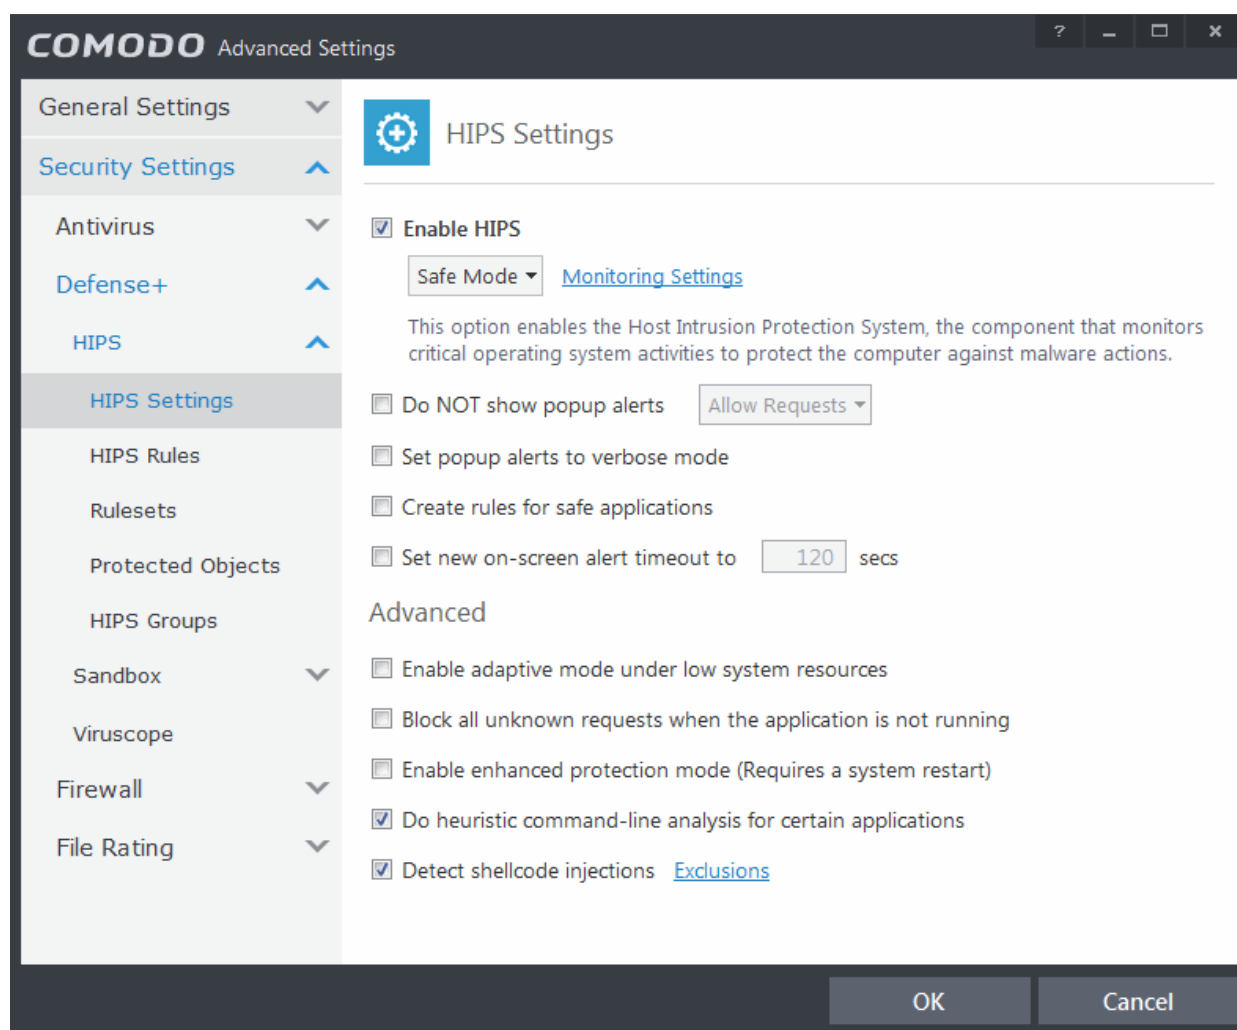 COMODO Advanced Settings
?
General Settings
Security Settings
Antivirus
Defense+
HIPS
HIPS Settings
HIPS Rules
Rulesets
Protected Objects
HIPS Groups
Sandbox
Viruscope
Firewall
File Rating
HIPS Settings
Enable HIPS
Safe Mode Monitoring Settings
This option enables the Host Intrusion Protection System, the component that monitors
critical operating system activities to protect the computer against malware actions.
Do NOT show popup alerts Allow Requests
Set popup alerts to verbose mode
Create rules for safe applications
Set new on-screen alert timeout to 120 secs
Advanced
Enable adaptive mode under low system resources
Block all unknown requests when the application is not running
Enable enhanced protection mode (Requires a system restart)
Do heuristic command-line analysis for certain applications
Detect shellcode injections Exclusions
OK Cancel